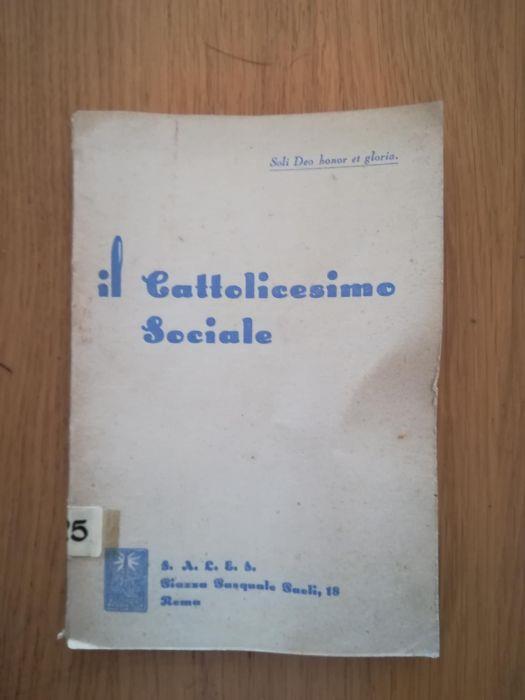 Soli Deo honor et gloria.
il Cattolicesimo
Sociale
25
S. A. L. E. S.
Piazza Pasquale Paoli, 18
Roma